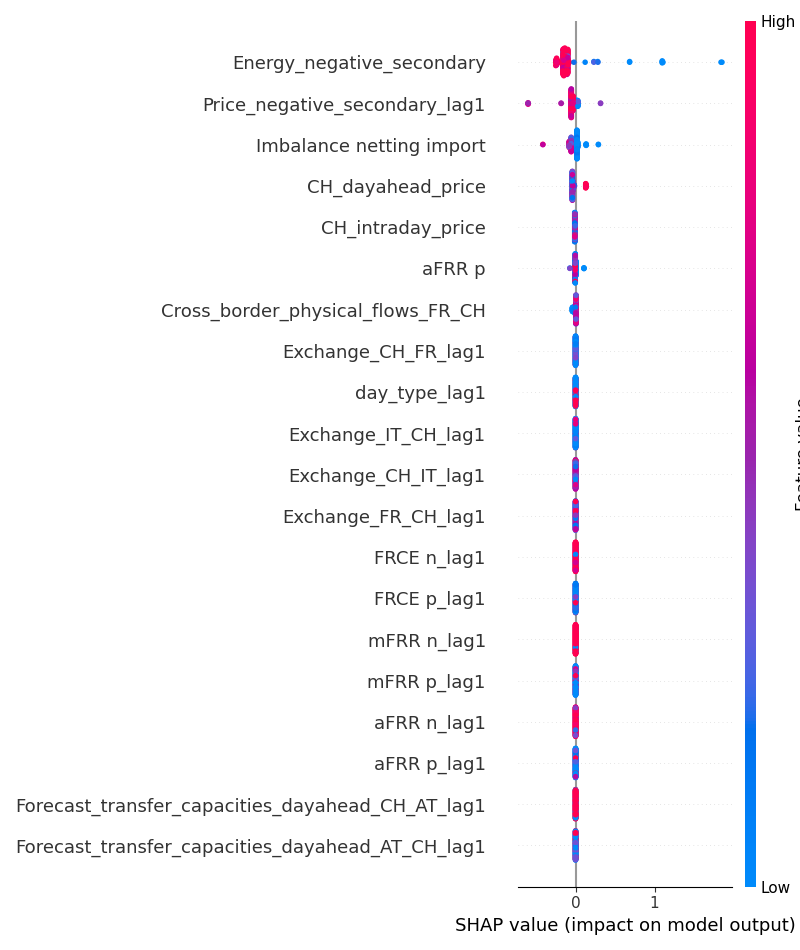 High
Energy_negative_secondary
Price_negative_secondary_lag1
Imbalance netting import
CH_dayahead_price
CH_intraday_price
aFRR p
Cross_border_physical_flows_FR_CH
Exchange_CH_FR_lag1
day_type_lag1
Exchange_IT_CH_lag1
Exchange_CH_IT_lag1
Exchange_FR_CH_lag1
FRCE n_lag1
FRCE p_lag1
mFRR n_lag1
mFRR p_lag1
aFRR n_lag1
aFRR p_lag1
Forecast_transfer_capacities_dayahead_CH_AT_lag1
Forecast_transfer_capacities_dayahead_AT_CH_lag1
Low
0 1
SHAP value (impact on model output)
Feature value